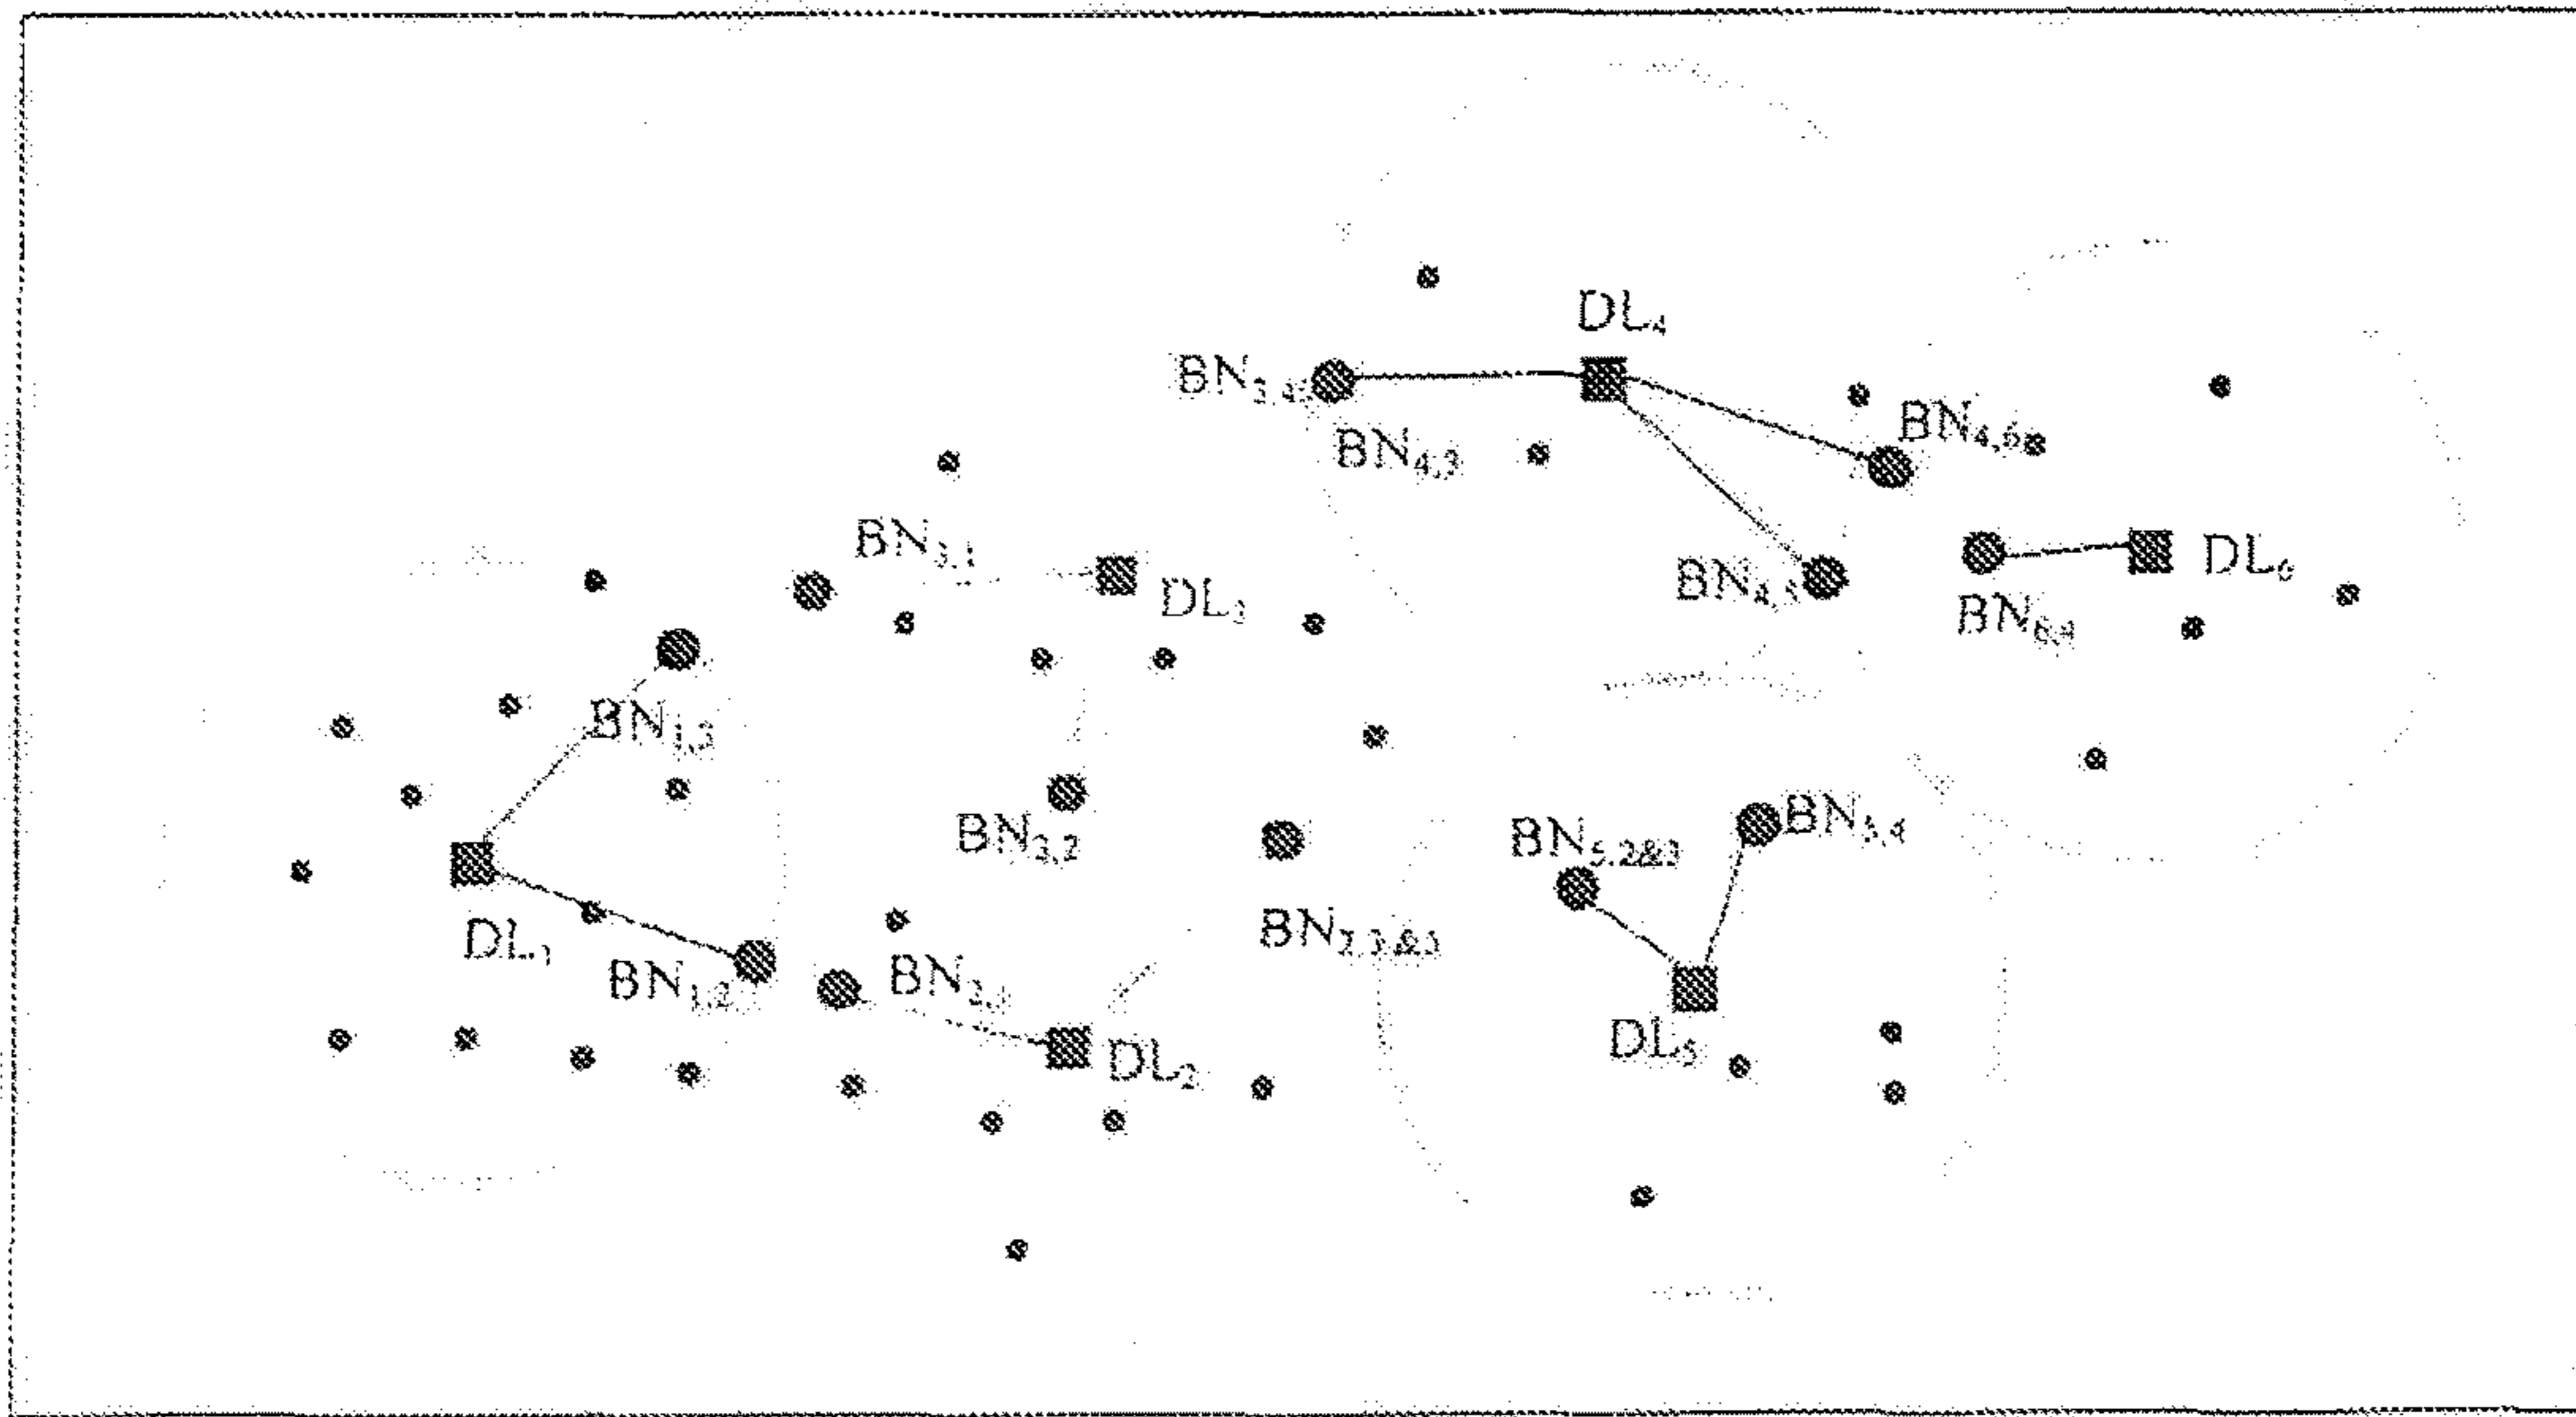 DL₄
BN₃,₄
BN₄,₆
BN₄,₃
BN₃,₁
DL₆
BN₄,₅
DL₃
BN₆,₄
BN₁,₃
BN₅,₄
BN₃,₂
BN₅,₂&₃
BN₂,₃&₅
DL₁
BN₁,₂
BN₂,₁
DL₅
DL₂